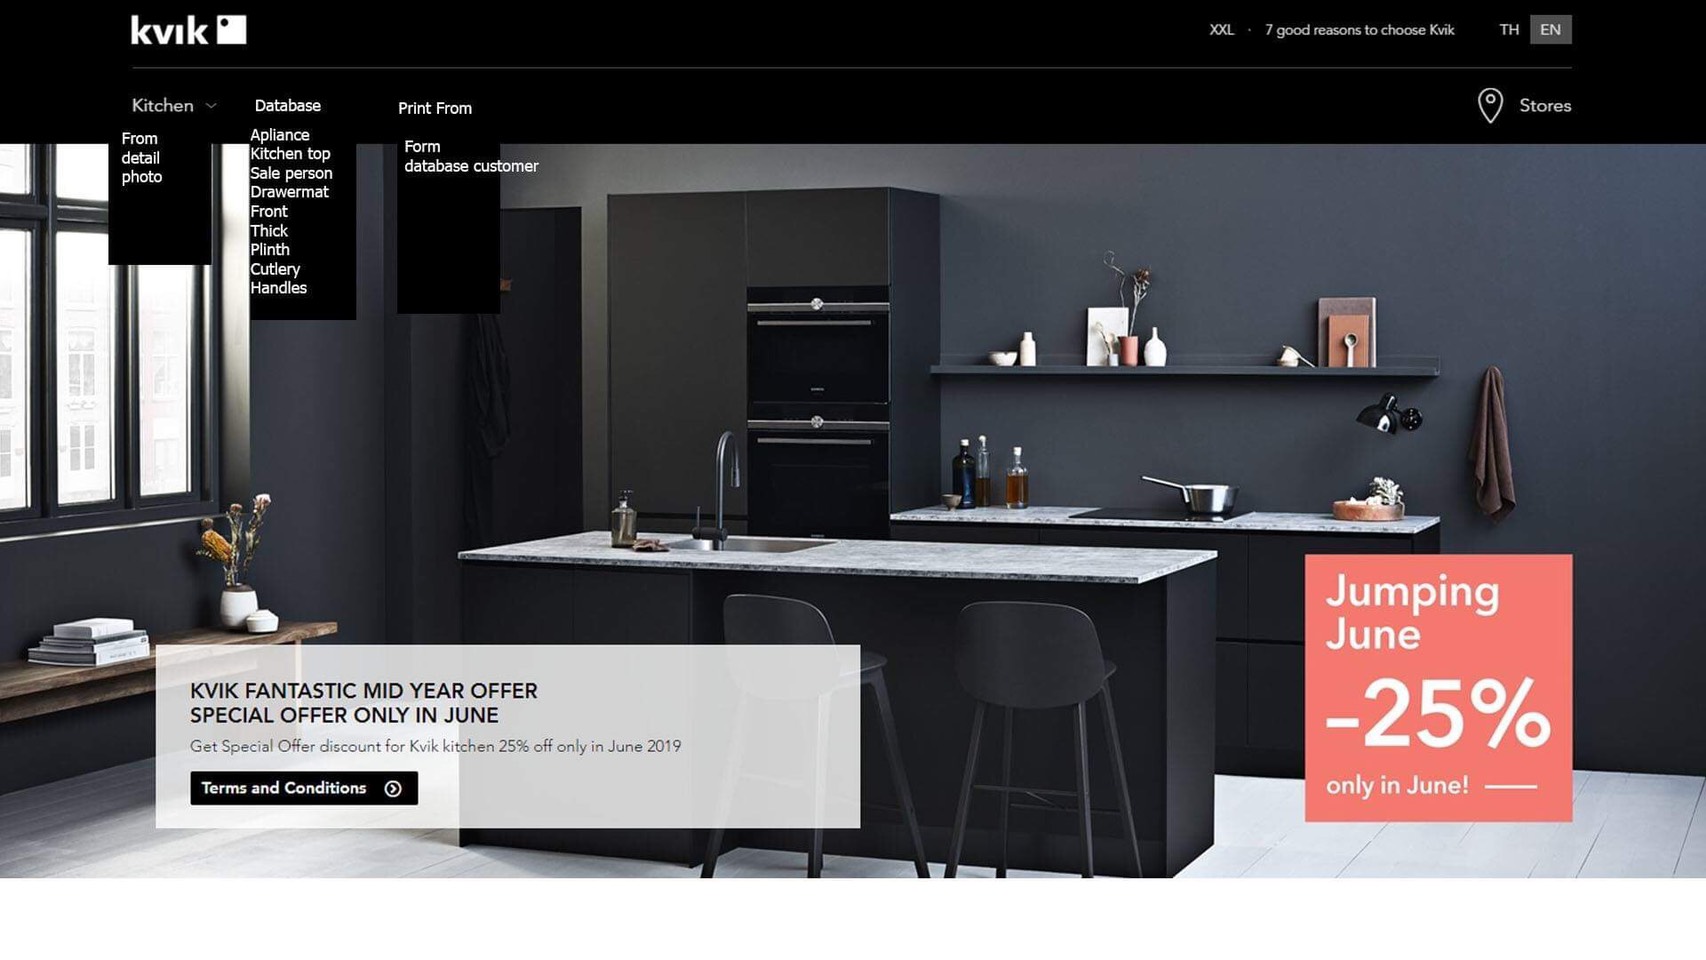 kvik
XXL · 7 good reasons to choose Kvik TH EN
Kitchen Database Print From Stores
From
detail
photo
Apliance
Kitchen top
Sale person
Drawermat
Front
Thick
Plinth
Cutlery
Handles
Form
database customer
KVIK FANTASTIC MID YEAR OFFER
SPECIAL OFFER ONLY IN JUNE
Get Special Offer discount for Kvik kitchen 25% off only in June 2019
Terms and Conditions
Jumping
June
-25%
only in June!